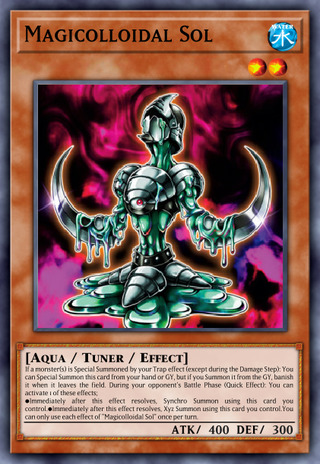 Magicolloidal Sol
WATER
水
[Aqua / Tuner / Effect]
If a monster(s) is Special Summoned by your Trap effect (except during the Damage Step): You
can Special Summon this card from your hand or GY, but if you Summon it from the GY, banish
it when it leaves the field. During your opponent's Battle Phase (Quick Effect): You can
activate 1 of these effects;
●Immediately after this effect resolves, Synchro Summon using this card you
control.●Immediately after this effect resolves, Xyz Summon using this card you control.You
can only use each effect of "Magicolloidal Sol" once per turn.
ATK/ 400 DEF/ 300